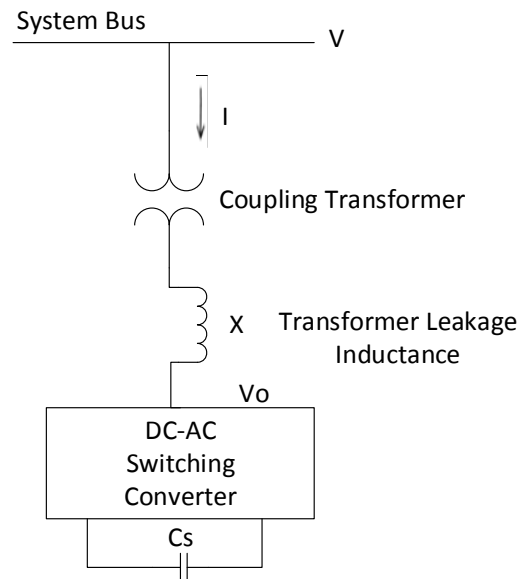 System Bus
V
I
Coupling Transformer
X
Transformer Leakage
Inductance
Vo
DC-AC
Switching
Converter
Cs